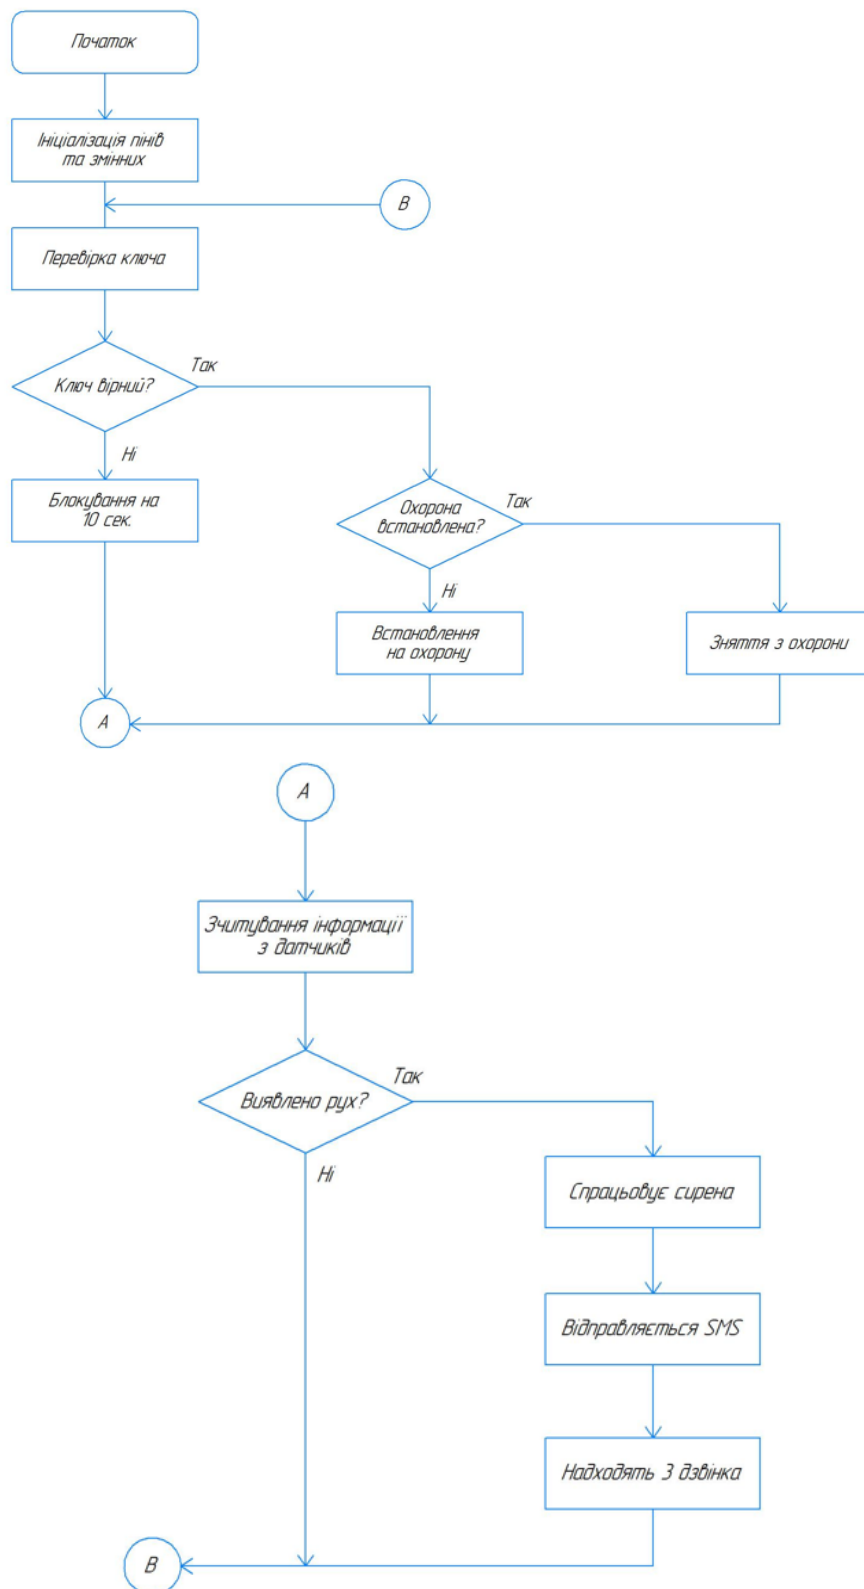 Початок
Ініціалізація пінів
та змінних
В
Перевірка ключа
Ключ вірний?
Так
Ні
Блокування на
10 сек.
Охорона
встановлена?
Так
Ні
Встановлення
на охорону
Зняття з охорони
А
А
Зчитування інформації
з датчиків
Виявлено рух?
Так
Ні
Спрацьовує сирена
Відправляється SMS
Надходять 3 дзвінка
В